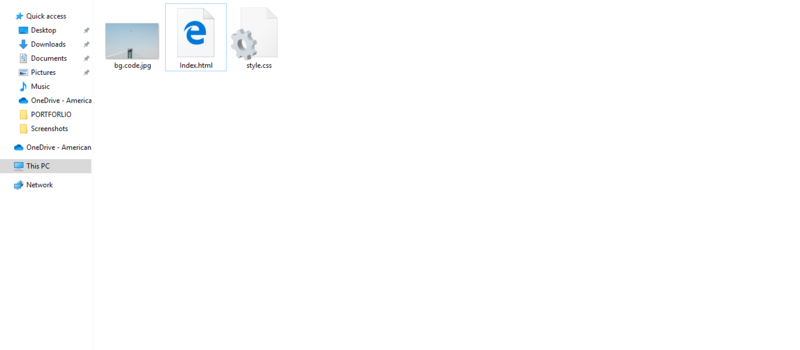 Quick access
Desktop
Downloads
Documents
Pictures
Music
OneDrive - America
PORTFORLIO
Screenshots
OneDrive - American
This PC
Network
bg.code.jpg
Index.html
style.css